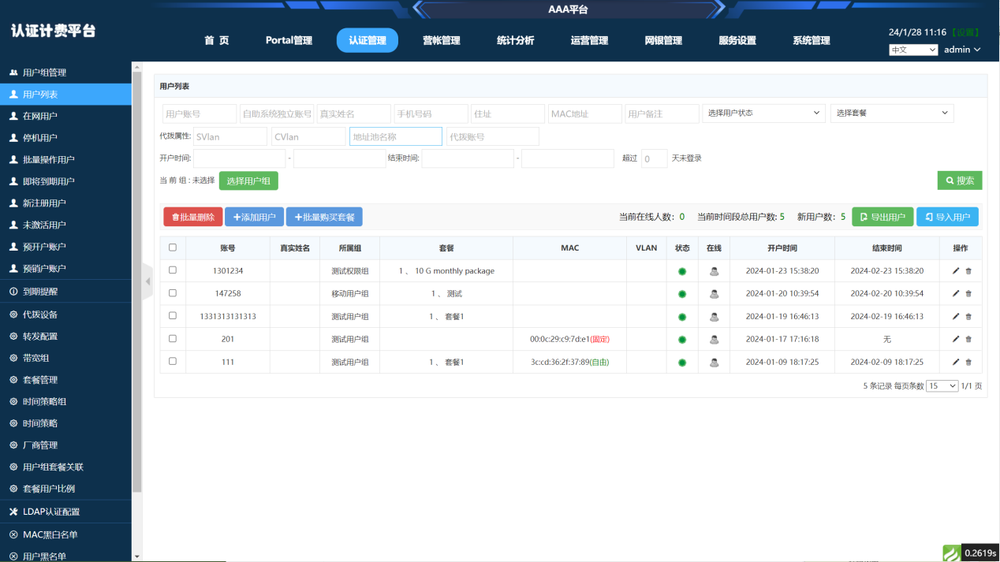 AAA平台
认证计费平台
首 页 Portal管理 认证管理 营帐管理 统计分析 运营管理 网银管理 服务设置 系统管理
24/1/28 11:16 【设置】
中文 admin
用户组管理
用户列表
在网用户
停机用户
批量操作用户
即将到期用户
新注册用户
未激活用户
预开户账户
预销户账户
到期提醒
代拨设备
转发配置
带宽组
套餐管理
时间策略组
时间策略
厂商管理
用户组套餐关联
套餐用户比例
LDAP认证配置
MAC黑白名单
用户黑名单
用户列表
用户账号 自助系统独立账号 真实姓名 手机号码 住址 MAC地址 用户备注 选择用户状态 选择套餐
代拨属性: SVlan CVlan 地址池名称 代拨账号
开户时间: - 结束时间: - 超过 0 天未登录
当 前 组 : 未选择 选择用户组 搜索
批量删除 添加用户 批量购买套餐 当前在线人数：0 当前时间段总用户数: 5 新用户数：5 导出用户 导入用户
账号 真实姓名 所属组 套餐 MAC VLAN 状态 在线 开户时间 结束时间 操作
1301234 测试权限组 1 、 10 G monthly package 2024-01-23 15:38:20 2024-02-23 15:38:20
147258 移动用户组 1 、 测试 2024-01-20 10:39:54 2024-02-20 10:39:54
1331313131313 测试用户组 1 、 套餐1 2024-01-19 16:46:13 2024-02-19 16:46:13
201 测试用户组 00:0c:29:c9:7d:e1(固定) 2024-01-17 17:16:18 无
111 测试用户组 1 、 套餐1 3c:cd:36:2f:37:89(自由) 2024-01-09 18:17:25 2024-02-09 18:17:25
5 条记录 每页条数 15 1/1 页
0.2619s